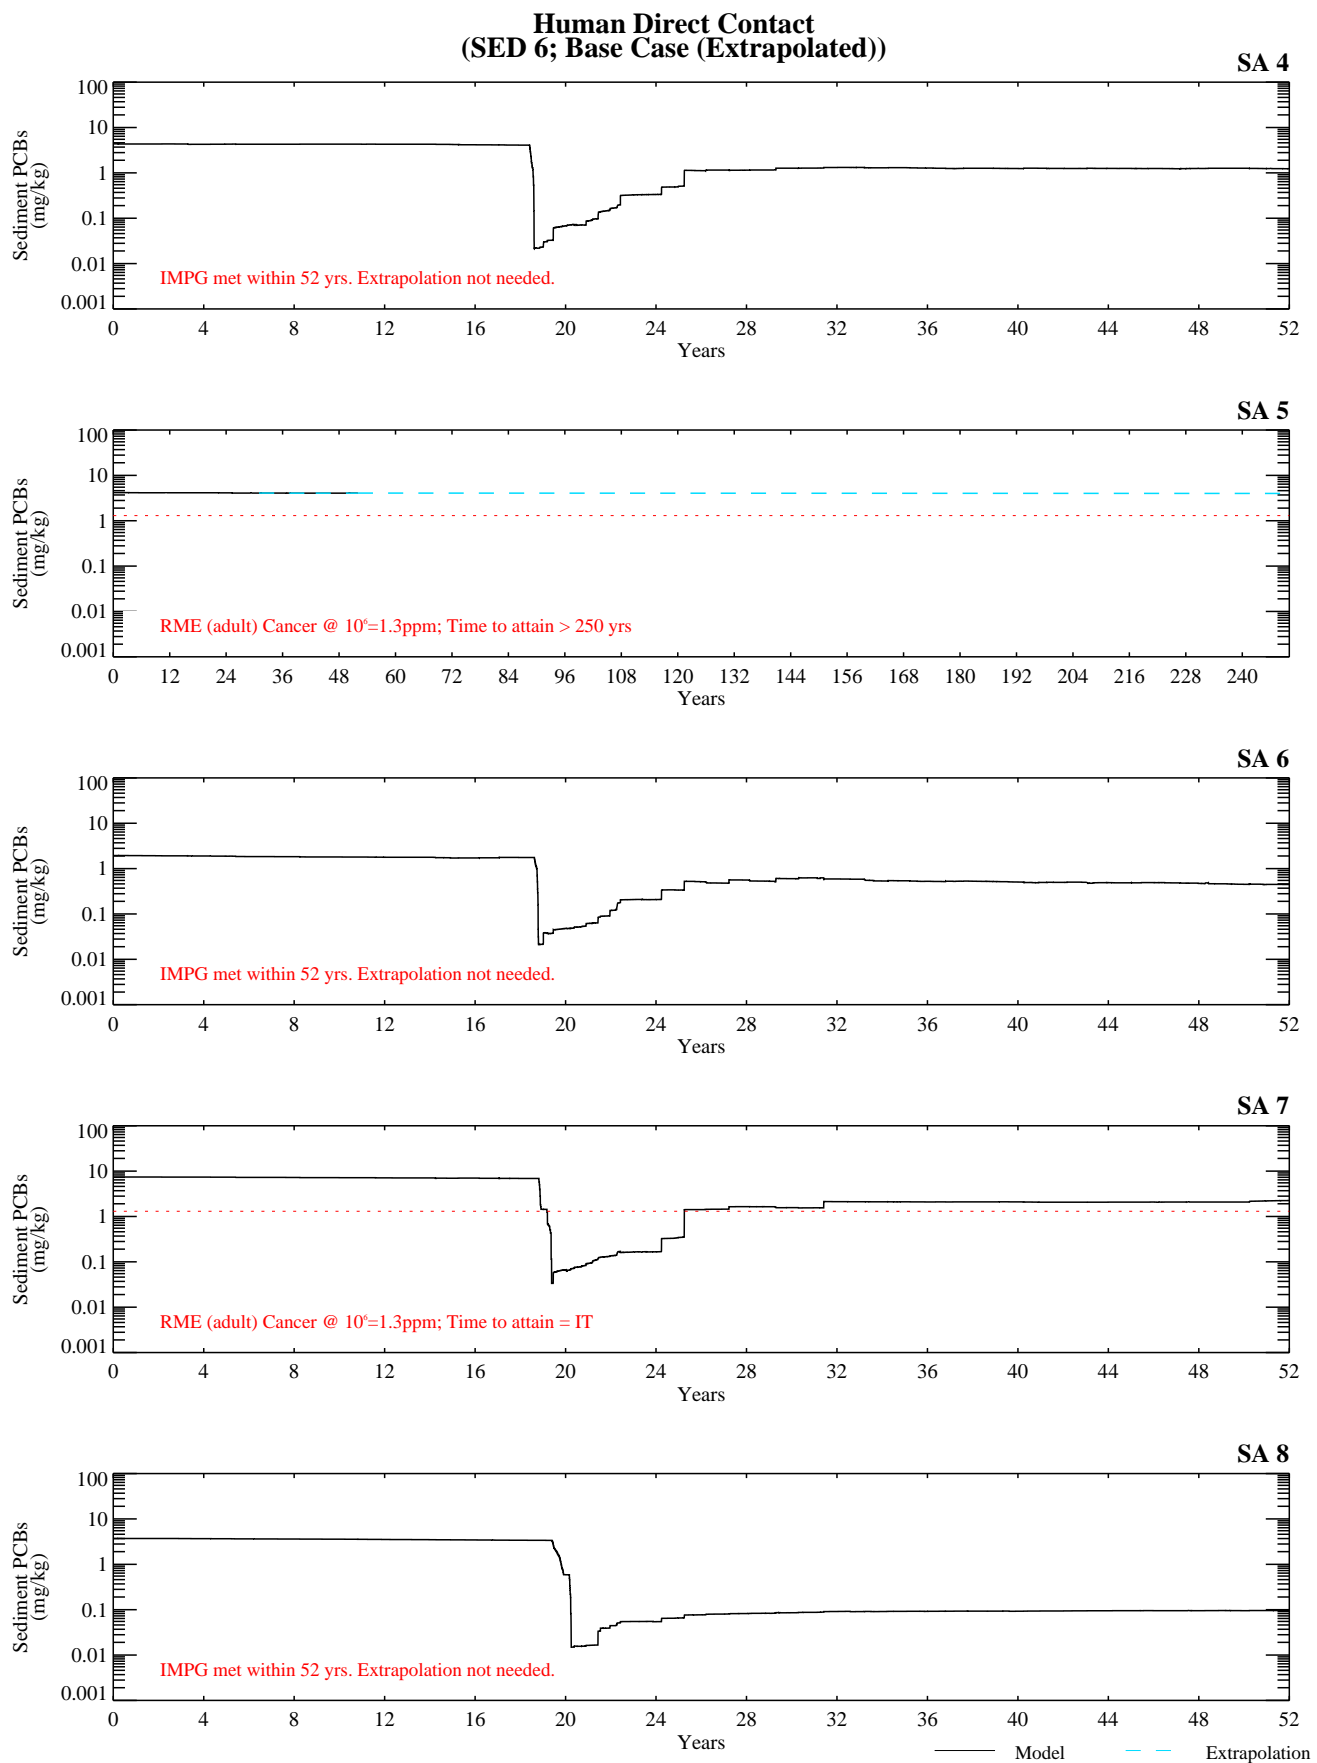 Human Direct Contact
(SED 6; Base Case (Extrapolated))
SA 4
Sediment PCBs
(mg/kg)
100
10
1
0.1
0.01
0.001
IMPG met within 52 yrs. Extrapolation not needed.
0 4 8 12 16 20 24 28 32 36 40 44 48 52
Years
SA 5
Sediment PCBs
(mg/kg)
100
10
1
0.1
0.01
0.001
RME (adult) Cancer @ 10⁶=1.3ppm; Time to attain > 250 yrs
0 12 24 36 48 60 72 84 96 108 120 132 144 156 168 180 192 204 216 228 240
Years
SA 6
Sediment PCBs
(mg/kg)
100
10
1
0.1
0.01
0.001
IMPG met within 52 yrs. Extrapolation not needed.
0 4 8 12 16 20 24 28 32 36 40 44 48 52
Years
SA 7
Sediment PCBs
(mg/kg)
100
10
1
0.1
0.01
0.001
RME (adult) Cancer @ 10⁶=1.3ppm; Time to attain = IT
0 4 8 12 16 20 24 28 32 36 40 44 48 52
Years
SA 8
Sediment PCBs
(mg/kg)
100
10
1
0.1
0.01
0.001
IMPG met within 52 yrs. Extrapolation not needed.
0 4 8 12 16 20 24 28 32 36 40 44 48 52
Years
Model Extrapolation